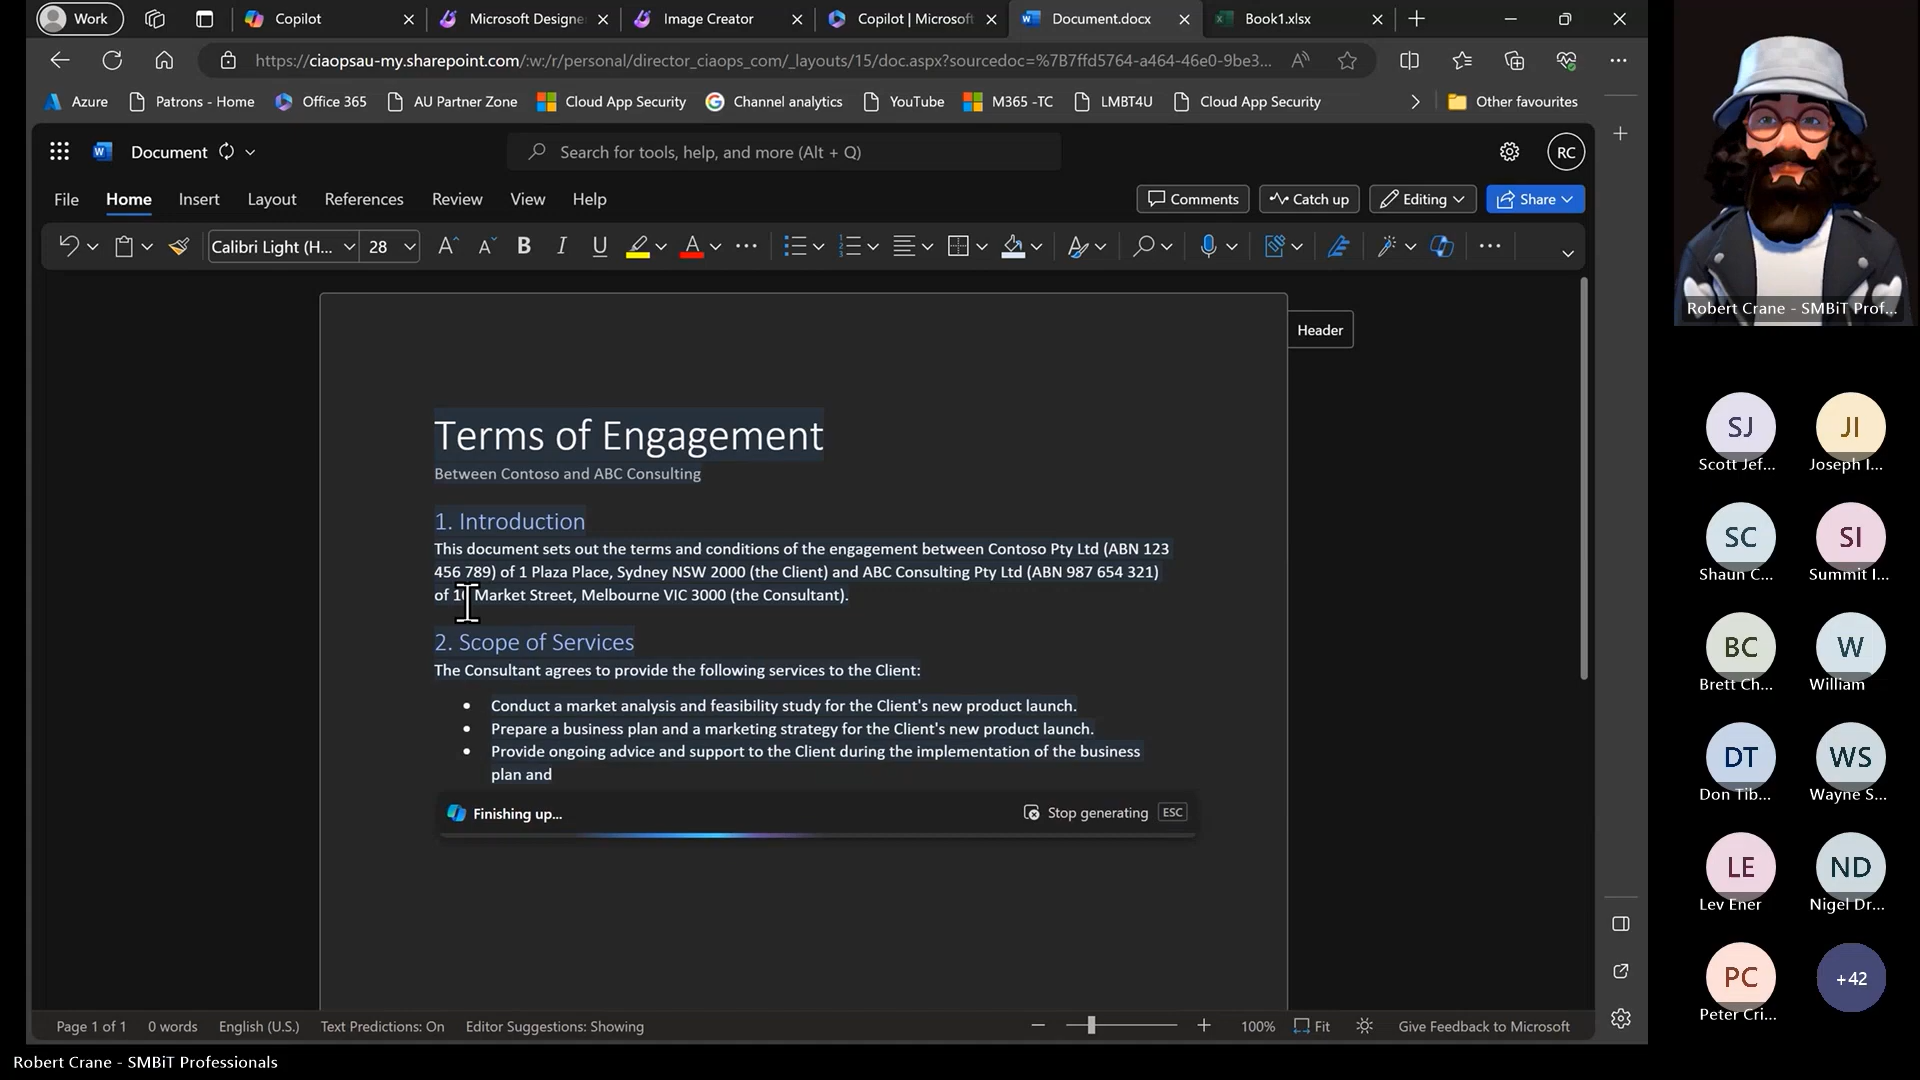 Work
Copilot
Microsoft Designe
Image Creator
Copilot | Microsoft
Document.docx
Book1.xlsx
https://ciaopsau-my.sharepoint.com/:w:/r/personal/director_ciaops_com/_layouts/15/doc.aspx?sourcedoc=%7B7ffd5764-a464-46e0-9be3...
Azure
Patrons - Home
Office 365
AU Partner Zone
Cloud App Security
Channel analytics
YouTube
M365 -TC
LMBT4U
Cloud App Security
Other favourites
Document
Search for tools, help, and more (Alt + Q)
RC
File
Home
Insert
Layout
References
Review
View
Help
Comments
Catch up
Editing
Share
Calibri Light (H...
28
Header
Terms of Engagement
Between Contoso and ABC Consulting
1. Introduction
This document sets out the terms and conditions of the engagement between Contoso Pty Ltd (ABN 123
456 789) of 1 Plaza Place, Sydney NSW 2000 (the Client) and ABC Consulting Pty Ltd (ABN 987 654 321)
of 10 Market Street, Melbourne VIC 3000 (the Consultant).
2. Scope of Services
The Consultant agrees to provide the following services to the Client:
• Conduct a market analysis and feasibility study for the Client's new product launch.
• Prepare a business plan and a marketing strategy for the Client's new product launch.
• Provide ongoing advice and support to the Client during the implementation of the business
plan and
Finishing up...
Stop generating
ESC
Page 1 of 1
0 words
English (U.S.)
Text Predictions: On
Editor Suggestions: Showing
100%
Fit
Give Feedback to Microsoft
Robert Crane - SMBiT Prof...
SJ
Scott Jef...
JI
Joseph I...
SC
Shaun C...
SI
Summit I...
BC
Brett Ch...
W
William
DT
Don Tib...
WS
Wayne S...
LE
Lev Ener
ND
Nigel Dr...
PC
Peter Cri...
+42
Robert Crane - SMBiT Professionals